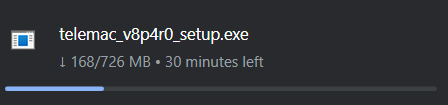 telemac_v8p4r0_setup.exe
↓ 168/726 MB • 30 minutes left